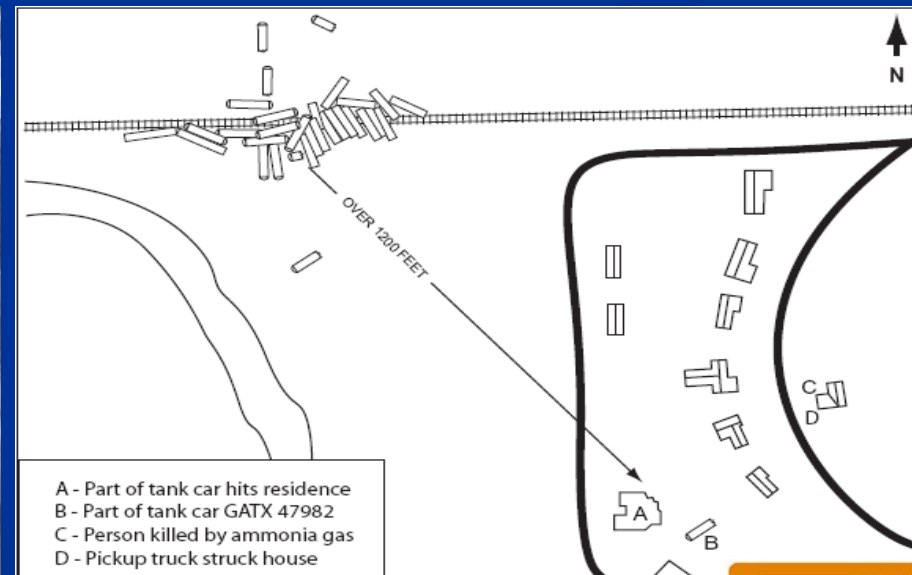 N
OVER 1200 FEET
C
D
A
B
A - Part of tank car hits residence
B - Part of tank car GATX 47982
C - Person killed by ammonia gas
D - Pickup truck struck house